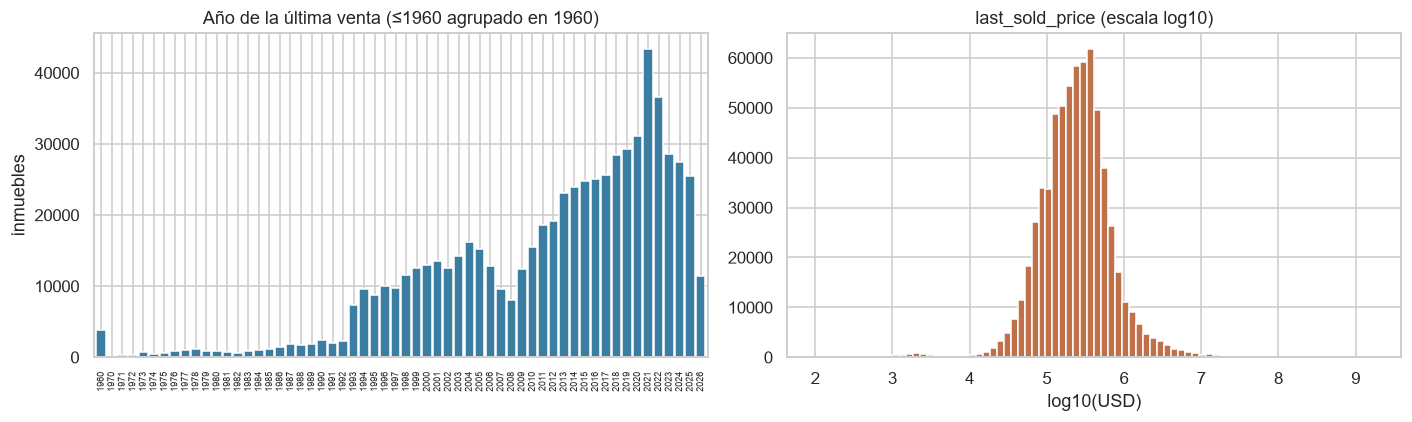 Año de la última venta (≤1960 agrupado en 1960)
inmuebles
40000
30000
20000
10000
0
1960 1970 1971 1972 1973 1974 1975 1976 1977 1978 1979 1980 1981 1982 1983 1984 1985 1986 1987 1988 1989 1990 1991 1992 1993 1994 1995 1996 1997 1998 1999 2000 2001 2002 2003 2004 2005 2006 2007 2008 2009 2010 2011 2012 2013 2014 2015 2016 2017 2018 2019 2020 2021 2022 2023 2024 2025 2026
last_sold_price (escala log10)
60000
50000
40000
30000
20000
10000
0
2 3 4 5 6 7 8 9
log10(USD)